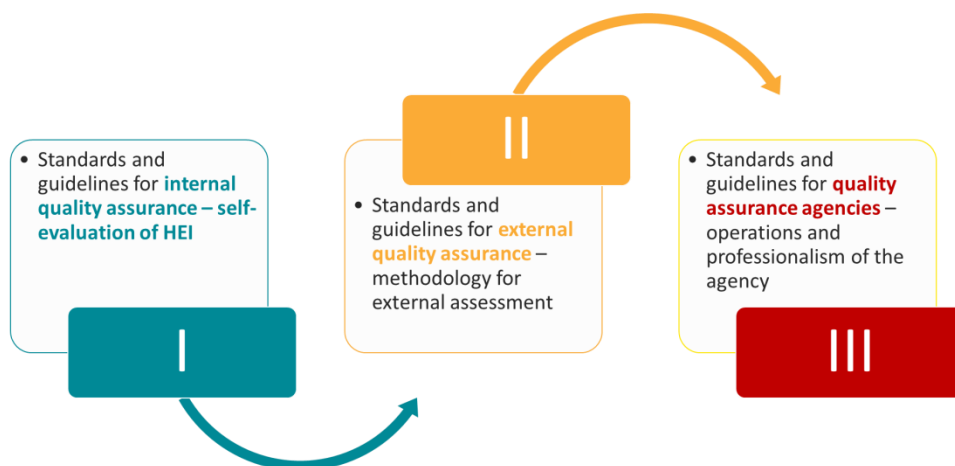 • Standards and
guidelines for internal
quality assurance – self-
evaluation of HEI
I
II
• Standards and
guidelines for external
quality assurance –
methodology for
external assessment
• Standards and
guidelines for quality
assurance agencies –
operations and
professionalism of the
agency
III